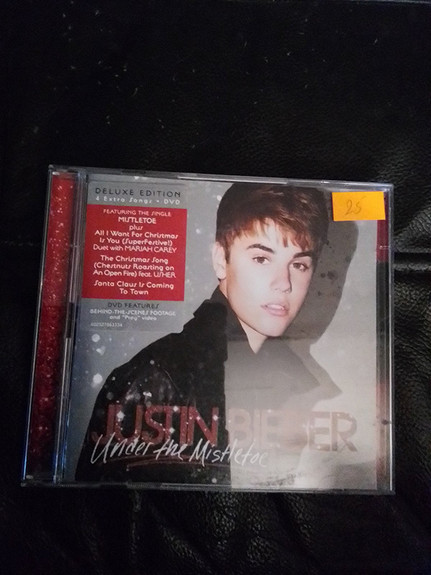 DELUXE EDITION
4 Extra Songs + DVD
FEATURING THE SINGLE
MISTLETOE
plus
All I Want For Christmas
Is You (SuperFestive!)
Duet with MARIAH CAREY
The Christmas Song
(Chestnuts Roasting on
An Open Fire) feat. USHER
Santa Claus Is Coming
To Town
DVD FEATURES
BEHIND-THE-SCENES FOOTAGE
and "Pray" video
25
JUSTIN BIEBER
Under the Mistletoe